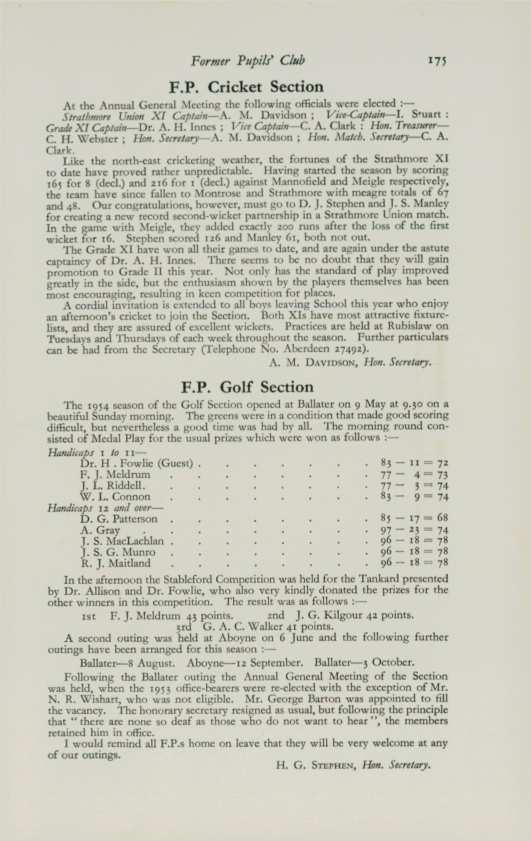 Former Pupils' Club 175
F.P. Cricket Section
At the Annual General Meeting the following officials were elected :—
Strathmore Union XI Captain—A. M. Davidson ; Vice-Captain—I. Stuart :
Grade XI Captain—Dr. A. H. Innes ; Vice Captain—C. A. Clark : Hon. Treasurer—
C. H. Webster ; Hon. Secretary—A. M. Davidson ; Hon. Match. Secretary—C. A.
Clark.
Like the north-east cricketing weather, the fortunes of the Strathmore XI
to date have proved rather unpredictable. Having started the season by scoring
165 for 8 (decl.) and 216 for 1 (decl.) against Mannofield and Meigle respectively,
the team have since fallen to Montrose and Strathmore with meagre totals of 67
and 48. Our congratulations, however, must go to D. J. Stephen and J. S. Manley
for creating a new record second-wicket partnership in a Strathmore Union match.
In the game with Meigle, they added exactly 200 runs after the loss of the first
wicket for 16. Stephen scored 126 and Manley 61, both not out.
The Grade XI have won all their games to date, and are again under the astute
captaincy of Dr. A. H. Innes. There seems to be no doubt that they will gain
promotion to Grade II this year. Not only has the standard of play improved
greatly in the side, but the enthusiasm shown by the players themselves has been
most encouraging, resulting in keen competition for places.
A cordial invitation is extended to all boys leaving School this year who enjoy
an afternoon's cricket to join the Section. Both XIs have most attractive fixture-
lists, and they are assured of excellent wickets. Practices are held at Rubislaw on
Tuesdays and Thursdays of each week throughout the season. Further particulars
can be had from the Secretary (Telephone No. Aberdeen 27492).
A. M. Davidson, Hon. Secretary.
F.P. Golf Section
The 1954 season of the Golf Section opened at Ballater on 9 May at 9.30 on a
beautiful Sunday morning. The greens were in a condition that made good scoring
difficult, but nevertheless a good time was had by all. The morning round con-
sisted of Medal Play for the usual prizes which were won as follows :—
Handicaps 1 to 11—
Dr. H . Fowlie (Guest) . . . . . . . . 83 — 11 = 72
F. J. Meldrum . . . . . . . . 77 — 4 = 73
J. L. Riddell . . . . . . . . . 77 — 3 = 74
W. L. Connon . . . . . . . . 83 — 9 = 74
Handicaps 12 and over—
D. G. Patterson . . . . . . . . 85 — 17 = 68
A. Gray . . . . . . . . . 97 — 23 = 74
J. S. MacLachlan . . . . . . . . 96 — 18 = 78
J. S. G. Munro . . . . . . . . 96 — 18 = 78
R. J. Maitland . . . . . . . . 96 — 18 = 78
In the afternoon the Stableford Competition was held for the Tankard presented
by Dr. Allison and Dr. Fowlie, who also very kindly donated the prizes for the
other winners in this competition. The result was as follows :—
1st F. J. Meldrum 43 points. 2nd J. G. Kilgour 42 points.
3rd G. A. C. Walker 41 points.
A second outing was held at Aboyne on 6 June and the following further
outings have been arranged for this season :—
Ballater—8 August. Aboyne—12 September. Ballater—3 October.
Following the Ballater outing the Annual General Meeting of the Section
was held, when the 1953 office-bearers were re-elected with the exception of Mr.
N. R. Wishart, who was not eligible. Mr. George Barton was appointed to fill
the vacancy. The honorary secretary resigned as usual, but following the principle
that " there are none so deaf as those who do not want to hear ", the members
retained him in office.
I would remind all F.P.s home on leave that they will be very welcome at any
of our outings.
H. G. Stephen, Hon. Secretary.